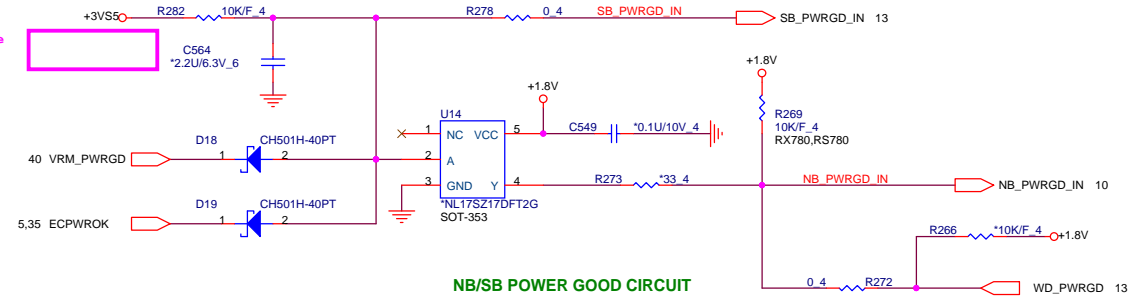 +3VS5
R282
10K/F_4
R278
0_4
SB_PWRGD_IN
SB_PWRGD_IN 13
e
C564
*2.2U/6.3V_6
+1.8V
+1.8V
U14
R269
10K/F_4
RX780,RS780
1
NC
VCC
5
C549
*0.1U/10V_4
D18
CH501H-40PT
40 VRM_PWRGD
1
2
2
A
3
GND
Y
4
R273
*33_4
NB_PWRGD_IN
NB_PWRGD_IN 10
*NL17SZ17DFT2G
SOT-353
D19
CH501H-40PT
5,35 ECPWROK
1
2
R266
*10K/F_4
+1.8V
NB/SB POWER GOOD CIRCUIT
0_4
R272
WD_PWRGD 13